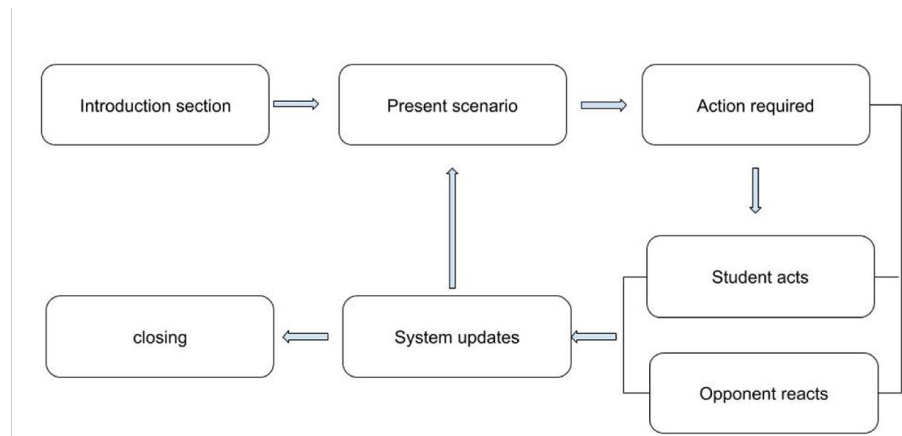 Introduction section
Present scenario
Action required
Student acts
closing
System updates
Opponent reacts